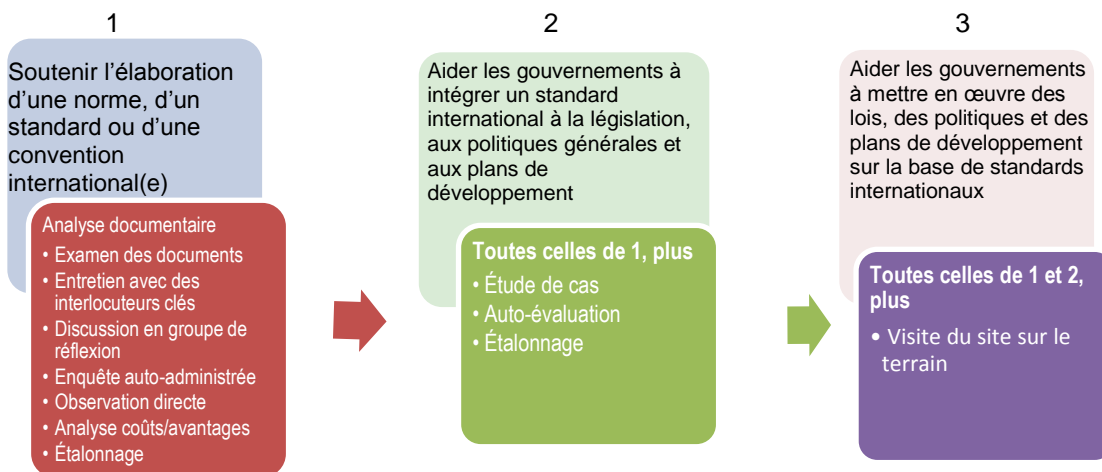 1
Soutenir l’élaboration
d’une norme, d’un
standard ou d’une
convention
international(e)
Analyse documentaire
• Examen des documents
• Entretien avec des
interlocuteurs clés
• Discussion en groupe de
réflexion
• Enquête auto-administrée
• Observation directe
• Analyse coûts/avantages
• Étalonnage
2
Aider les gouvernements à
intégrer un standard
international à la législation,
aux politiques générales et
aux plans de
développement
Toutes celles de 1, plus
• Étude de cas
• Auto-évaluation
• Étalonnage
3
Aider les gouvernements
à mettre en œuvre des
lois, des politiques et des
plans de développement
sur la base de standards
internationaux
Toutes celles de 1 et 2,
plus
• Visite du site sur le
terrain